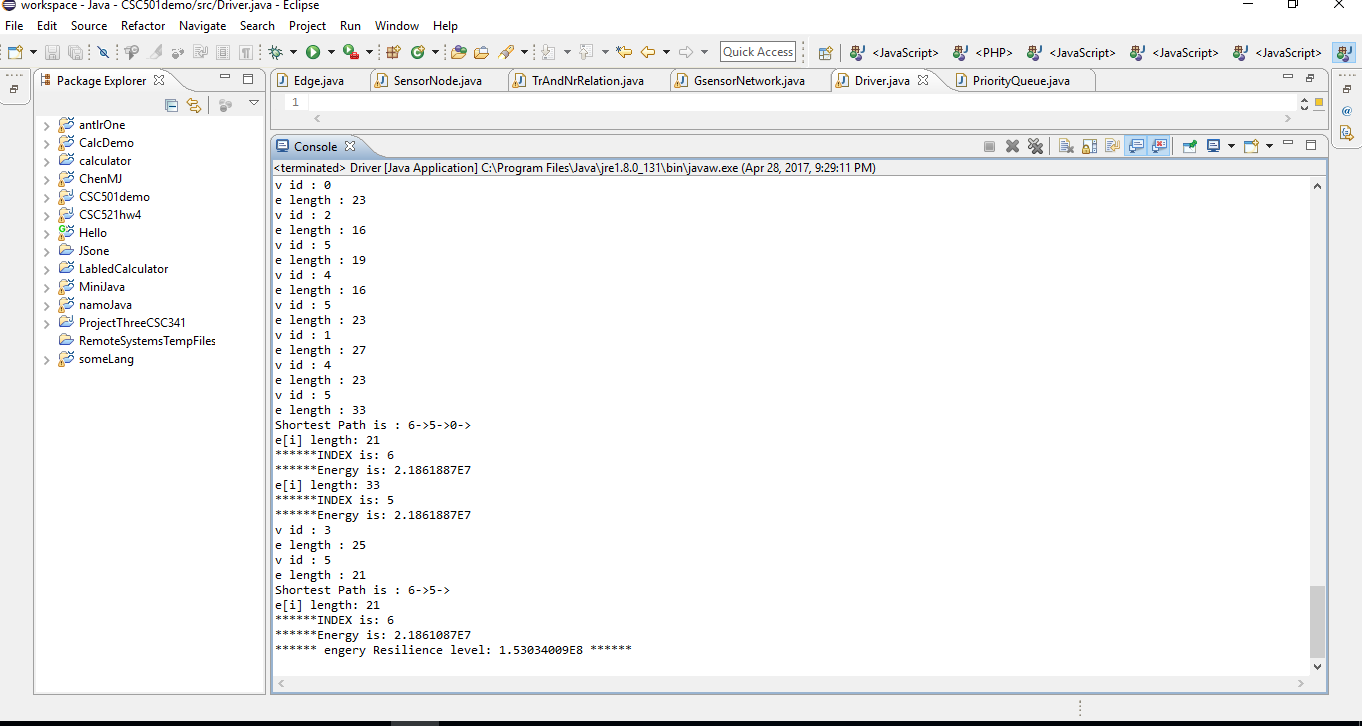 workspace - Java - CSC501demo/src/Driver.java - Eclipse
File Edit Source Refactor Navigate Search Project Run Window Help
Quick Access <JavaScript> <PHP> <JavaScript> <JavaScript> <JavaScript>
Package Explorer
Edge.java SensorNode.java TrAndNrRelation.java GsensorNetwork.java Driver.java PriorityQueue.java
1
antlrOne
CalcDemo
calculator
ChenMJ
CSC501demo
CSC521hw4
Hello
JSone
LabledCalculator
MiniJava
namoJava
ProjectThreeCSC341
RemoteSystemsTempFiles
someLang
Console
<terminated> Driver [Java Application] C:\Program Files\Java\jre1.8.0_131\bin\javaw.exe (Apr 28, 2017, 9:29:11 PM)
v id : 0
e length : 23
v id : 2
e length : 16
v id : 5
e length : 19
v id : 4
e length : 16
v id : 5
e length : 23
v id : 1
e length : 27
v id : 4
e length : 23
v id : 5
e length : 33
Shortest Path is : 6->5->0->
e[i] length: 21
******INDEX is: 6
******Energy is: 2.1861887E7
e[i] length: 33
******INDEX is: 5
******Energy is: 2.1861887E7
v id : 3
e length : 25
v id : 5
e length : 21
Shortest Path is : 6->5->
e[i] length: 21
******INDEX is: 6
******Energy is: 2.1861087E7
****** engery Resilience level: 1.53034009E8 ******